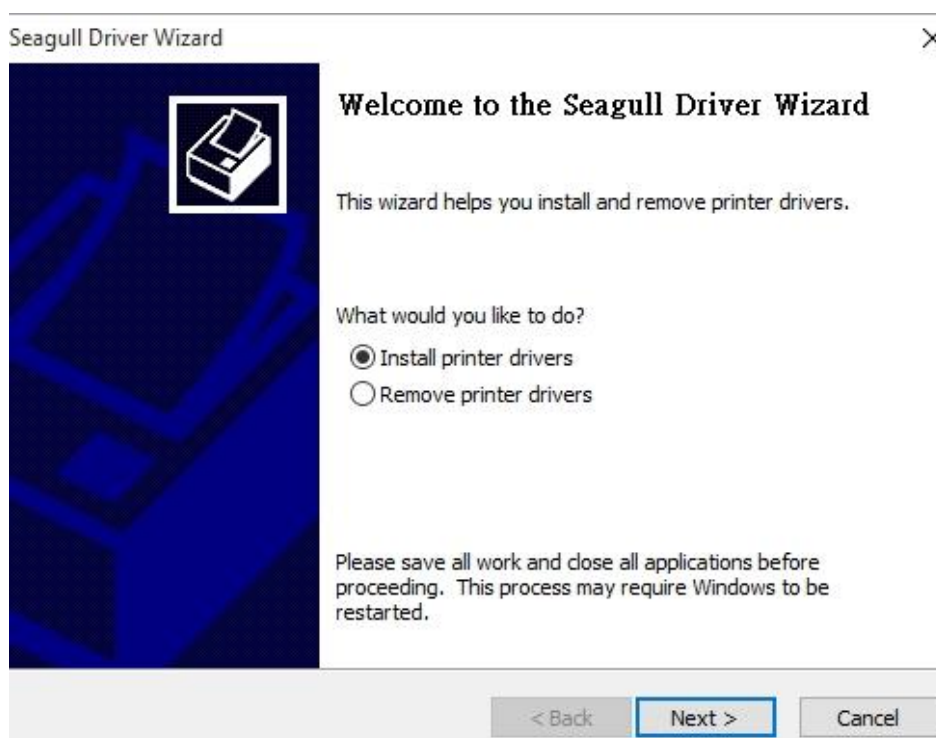 Seagull Driver Wizard
Welcome to the Seagull Driver Wizard
This wizard helps you install and remove printer drivers.
What would you like to do?
Install printer drivers
Remove printer drivers
Please save all work and close all applications before
proceeding.  This process may require Windows to be
restarted.
< Back
Next >
Cancel